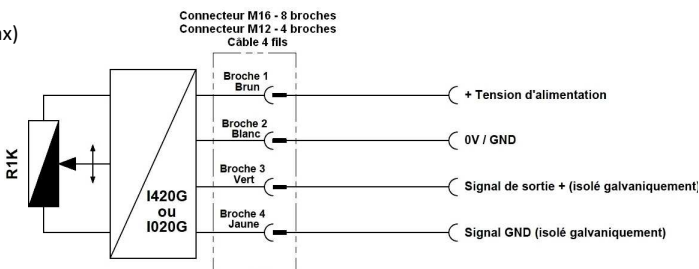 Connecteur M16 - 8 broches
Connecteur M12 - 4 broches
Câble 4 fils
Broche 1
Brun
+ Tension d'alimentation
Broche 2
Blanc
0V / GND
R1K
Broche 3
Vert
Signal de sortie + (isolé galvaniquement)
I420G
ou
I020G
Broche 4
Jaune
Signal GND (isolé galvaniquement)